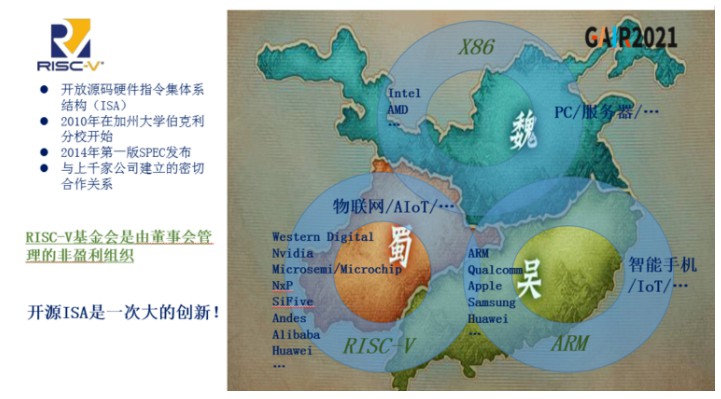 RISC-V
● 开放源码硬件指令集体系
结构（ISA）
● 2010年在加州大学伯克利
分校开始
● 2014年第一版SPEC发布
● 与上千家公司建立的密切
合作关系
RISC-V基金会是由董事会管
理的非盈利组织
开源ISA是一次大的创新！
GAIR2021
X86
Intel
AMD
…
魏
PC/服务器/…
物联网/AIoT/…
蜀
Western Digital
Nvidia
Microsemi/Microchip
NxP
SiFive
Andes
Alibaba
Huawei
…
RISC-V
ARM
Qualcomm
Apple
Samsung
Huawei
…
吴
智能手机
/IoT/…
ARM